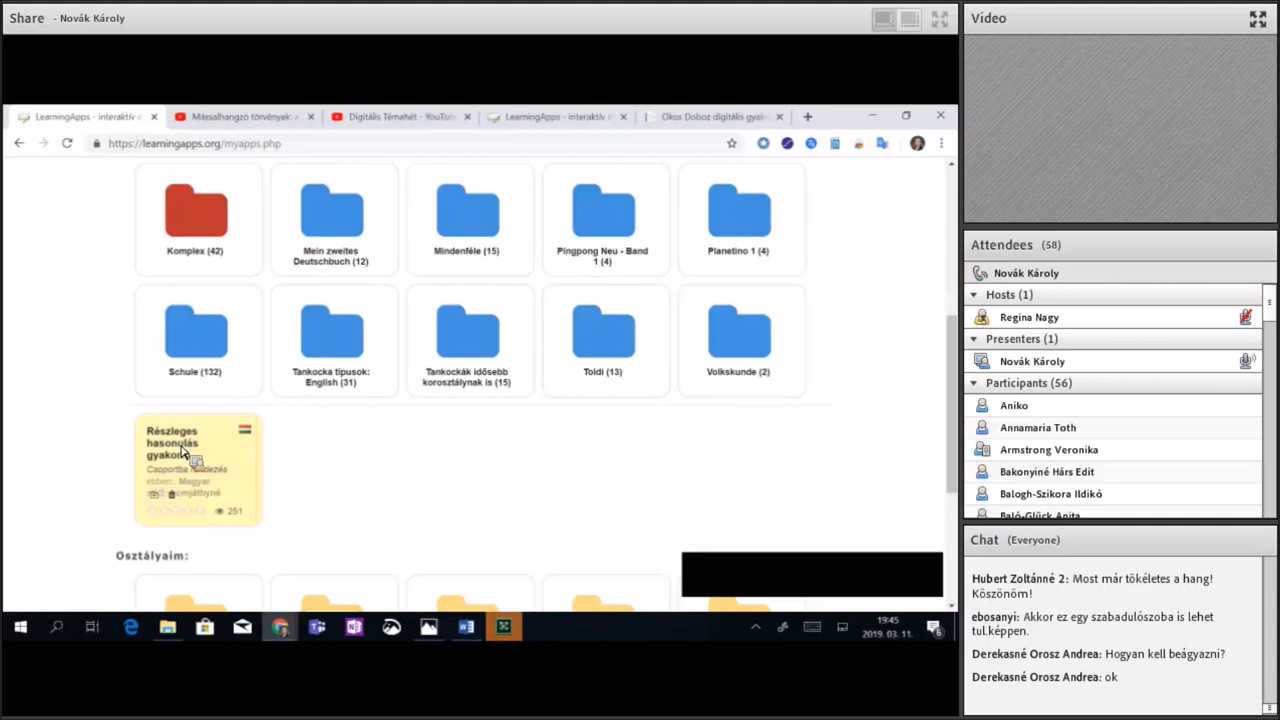 Share - Novák Károly
Video
LearningApps - interaktív é
Mássalhangzó törvények: a
Digitális Témahét - YouTub
LearningApps - interaktív é
Okos Doboz digitális gyak
https://learningapps.org/myapps.php
Komplex (42)
Mein zweites
Deutschbuch (12)
Mindenféle (15)
Pingpong Neu - Band
1 (4)
Planetino 1 (4)
Schule (132)
Tankocka típusok:
English (31)
Tankockák idősebb
korosztálynak is (15)
Toldi (13)
Volkskunde (2)
Részleges
hasonulás
Magyar
251
Osztályaim:
19:45
2019. 03. 11.
6
Attendees (58)
Novák Károly
Hosts (1)
Regina Nagy
Presenters (1)
Novák Károly
Participants (56)
Aniko
Annamaria Toth
Armstrong Veronika
Bakonyiné Hárs Edit
Balogh-Szikora Ildikó
Baló-Glück Anita
Chat (Everyone)
Hubert Zoltánné 2: Most már tökéletes a hang!
Köszönöm!
ebosanyi: Akkor ez egy szabadulószoba is lehet
tul.képpen.
Derekasné Orosz Andrea: Hogyan kell beágyazni?
Derekasné Orosz Andrea: ok